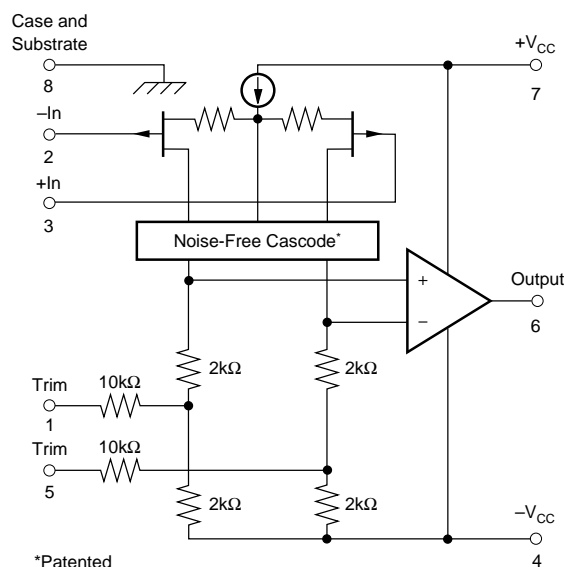 Case and
Substrate
8
–In
2
+In
3
+V_CC
7
Noise-Free Cascode*
+
–
Output
6
2kΩ
2kΩ
Trim
10kΩ
1
Trim
10kΩ
5
2kΩ
2kΩ
–V_CC
4
*Patented